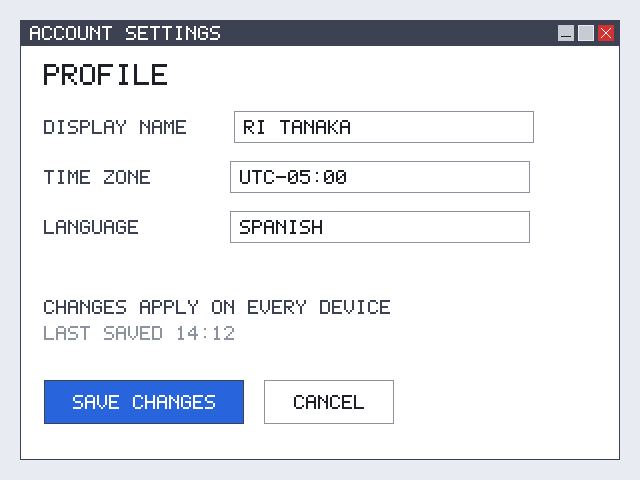 ACCOUNT SETTINGS
PROFILE
DISPLAY NAME RI TANAKA
TIME ZONE UTC-05:00
LANGUAGE SPANISH
CHANGES APPLY ON EVERY DEVICE
LAST SAVED 14:12
SAVE CHANGES CANCEL